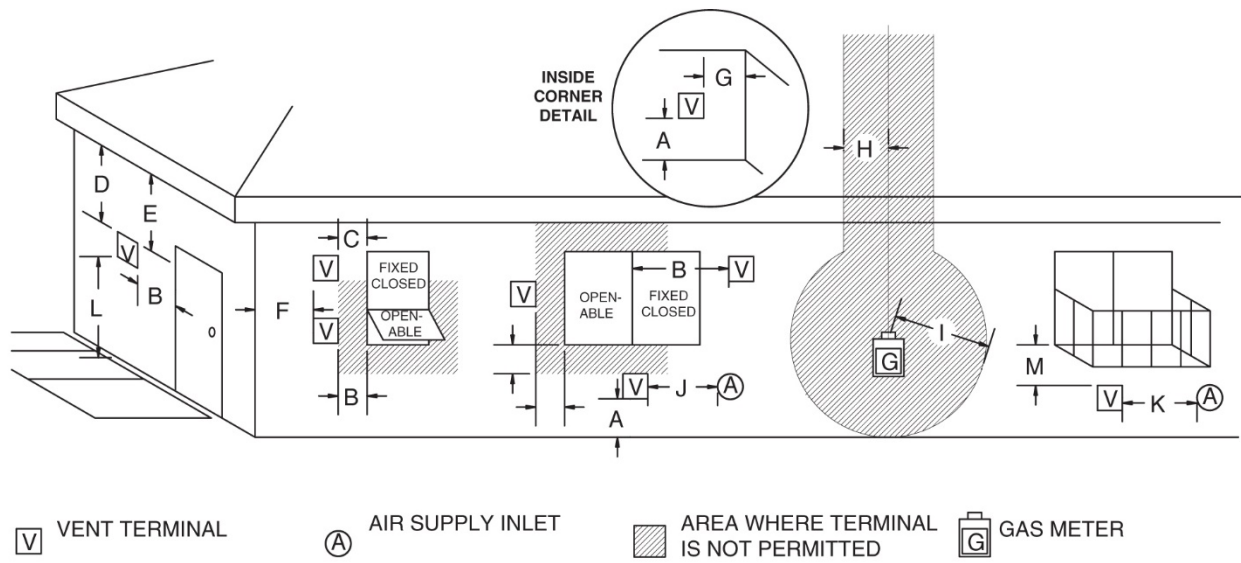 INSIDE
CORNER
DETAIL
G
V
A
H
D
E
V
B
L
C
V
FIXED
CLOSED
OPEN-
ABLE
F
V
B
V
OPEN-
ABLE
FIXED
CLOSED
B
V
V
J
A
A
I
G
M
V
K
A
V
VENT TERMINAL
A
AIR SUPPLY INLET
AREA WHERE TERMINAL
IS NOT PERMITTED
G
GAS METER